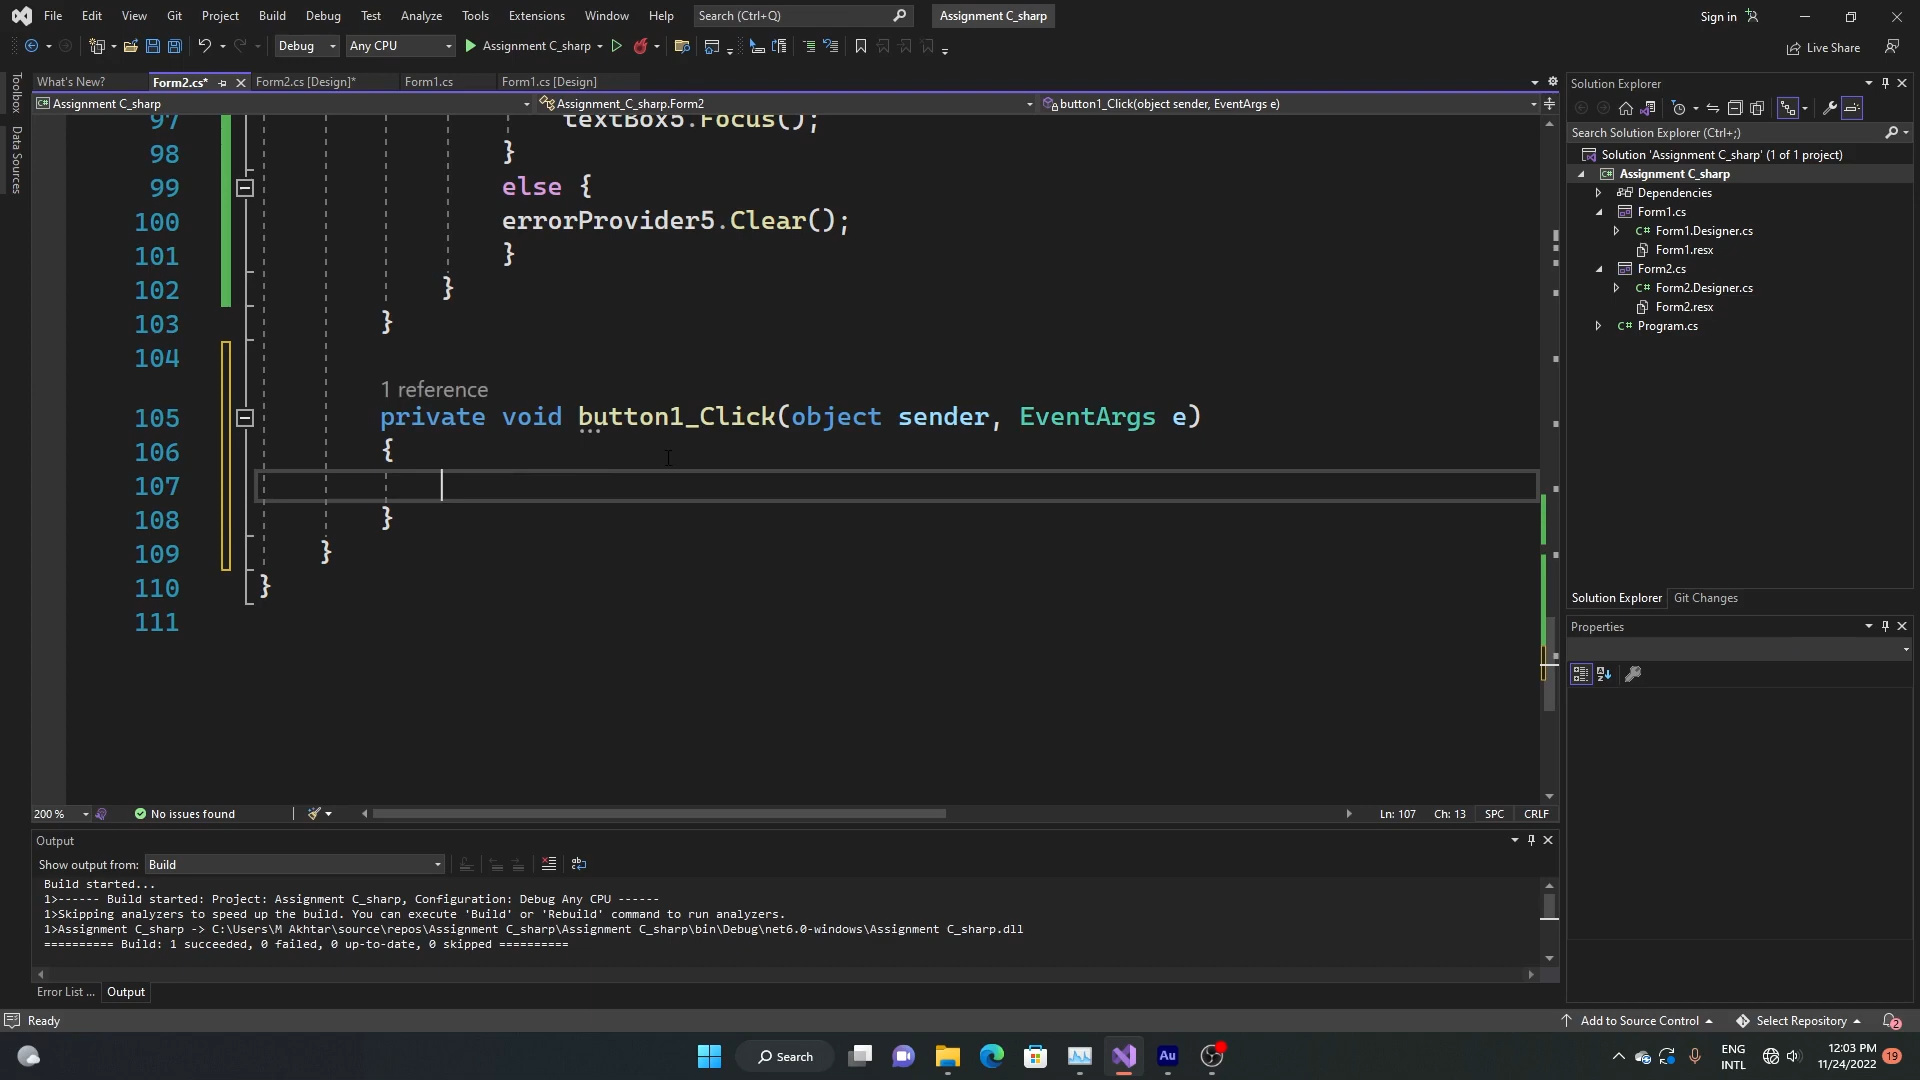 File Edit View Git Project Build Debug Test Analyze Tools Extensions Window Help Search (Ctrl+Q) Assignment C_sharp Sign in
Debug Any CPU Assignment C_sharp Live Share
What's New? Form2.cs* Form2.cs [Design]* Form1.cs Form1.cs [Design]
Assignment C_sharp Assignment_C_sharp.Form2 button1_Click(object sender, EventArgs e)
Toolbox
Data Sources
97 textBox5.Focus();
98 }
99 else {
100 errorProvider5.Clear();
101 }
102 }
103 }
104
1 reference
105 private void button1_Click(object sender, EventArgs e)
106 {
107
108 }
109 }
110 }
111
200 % No issues found Ln: 107 Ch: 13 SPC CRLF
Output
Show output from: Build
Build started...
1>------ Build started: Project: Assignment C_sharp, Configuration: Debug Any CPU ------
1>Skipping analyzers to speed up the build. You can execute 'Build' or 'Rebuild' command to run analyzers.
1>Assignment C_sharp -> C:\Users\M Akhtar\source\repos\Assignment C_sharp\Assignment C_sharp\bin\Debug\net6.0-windows\Assignment C_sharp.dll
========== Build: 1 succeeded, 0 failed, 0 up-to-date, 0 skipped ==========
Error List ... Output
Solution Explorer
Search Solution Explorer (Ctrl+;)
Solution 'Assignment C_sharp' (1 of 1 project)
C# Assignment C_sharp
Dependencies
Form1.cs
C# Form1.Designer.cs
Form1.resx
Form2.cs
C# Form2.Designer.cs
Form2.resx
C# Program.cs
Solution Explorer Git Changes
Properties
Ready Add to Source Control Select Repository 2
Search Au ENG INTL 12:03 PM 11/24/2022 19